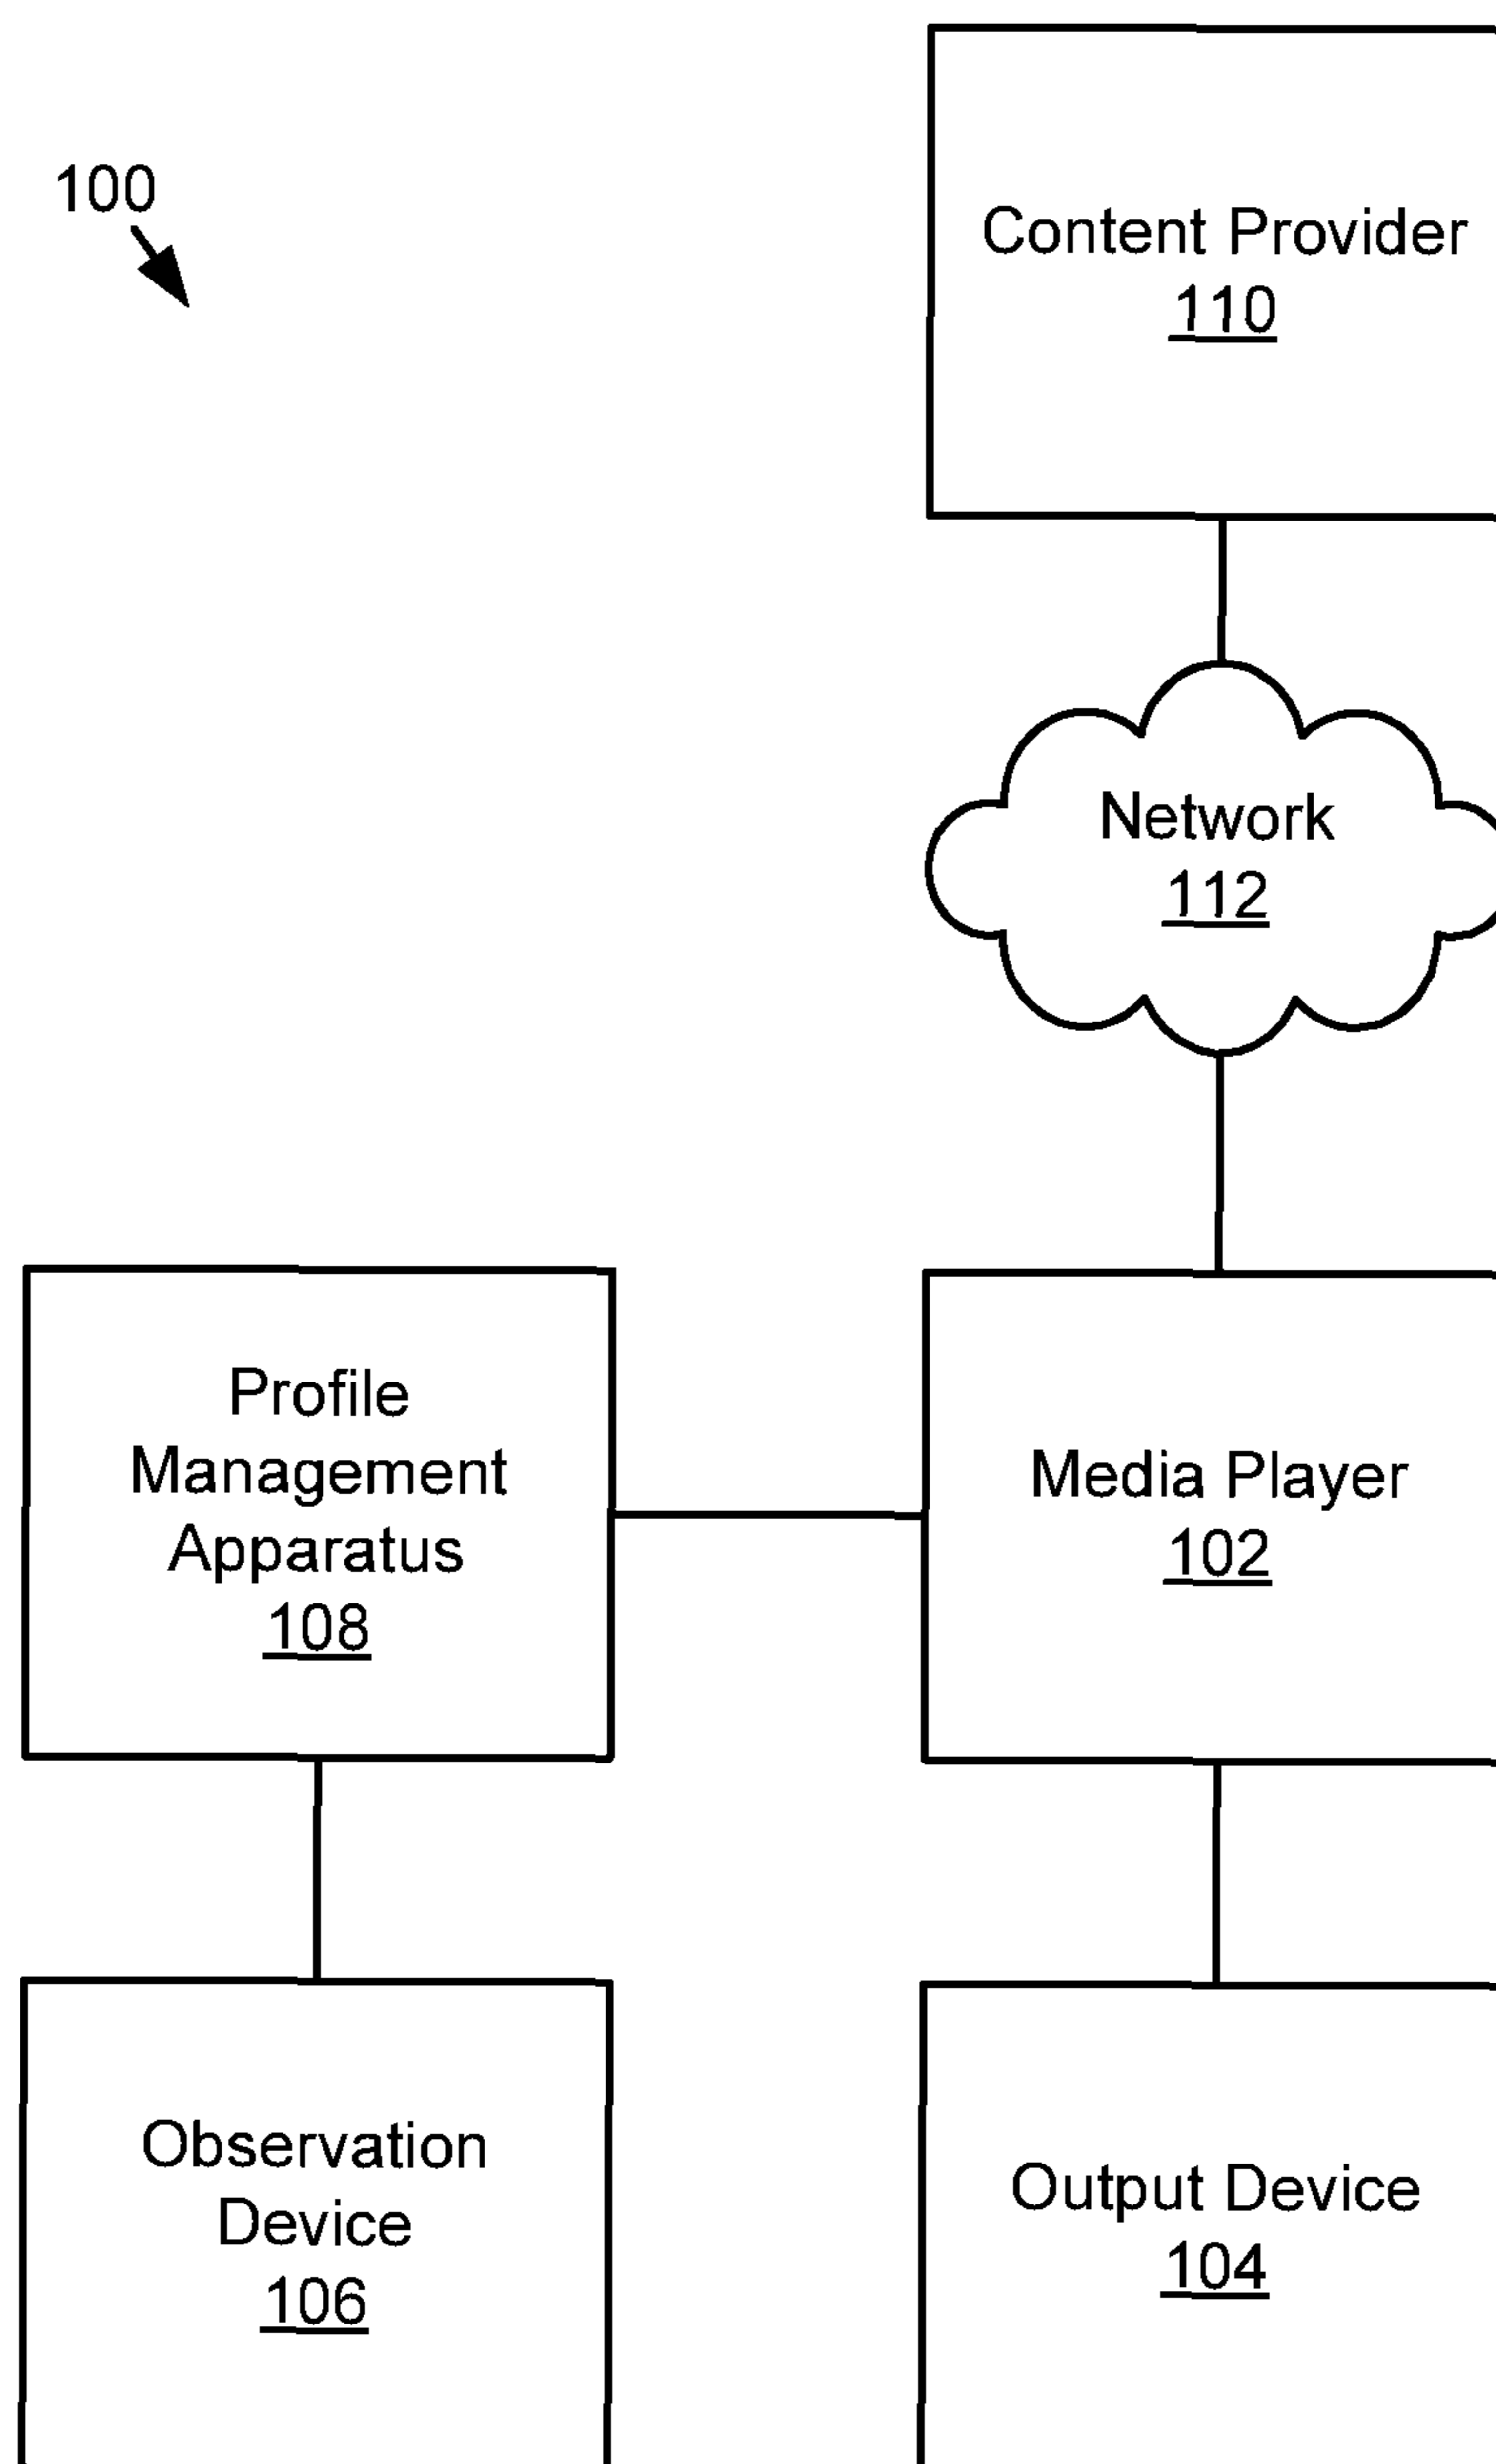 100
Content Provider
110
Network
112
Profile
Management
Apparatus
108
Media Player
102
Observation
Device
106
Output Device
104